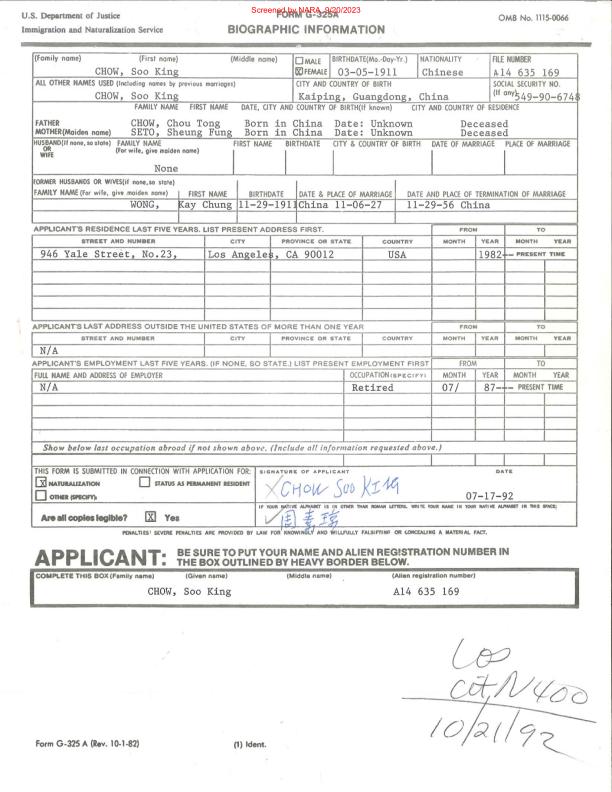 Screened by NARA, 9/20/2023
U.S. Department of Justice
Immigration and Naturalization Service
FORM G-325A
BIOGRAPHIC INFORMATION
OMB No. 1115-0066
(Family name) (First name) (Middle name) MALE BIRTHDATE(Mo.-Day-Yr.) NATIONALITY FILE NUMBER
CHOW, Soo King X FEMALE 03-05-1911 Chinese A14 635 169
ALL OTHER NAMES USED (Including names by previous marriages) CITY AND COUNTRY OF BIRTH SOCIAL SECURITY NO.
CHOW, Soo King Kaiping, Guangdong, China (If any) 549-90-6748
FAMILY NAME FIRST NAME DATE, CITY AND COUNTRY OF BIRTH(If known) CITY AND COUNTRY OF RESIDENCE
FATHER CHOW, Chou Tong Born in China Date: Unknown Deceased
MOTHER(Maiden name) SETO, Sheung Fung Born in China Date: Unknown Deceased
HUSBAND(If none, so state) FAMILY NAME FIRST NAME BIRTHDATE CITY & COUNTRY OF BIRTH DATE OF MARRIAGE PLACE OF MARRIAGE
OR (For wife, give maiden name)
WIFE
None
FORMER HUSBANDS OR WIVES(if none,so state)
FAMILY NAME (For wife, give maiden name) FIRST NAME BIRTHDATE DATE & PLACE OF MARRIAGE DATE AND PLACE OF TERMINATION OF MARRIAGE
WONG, Kay Chung 11-29-1911 China 11-06-27 11-29-56 China
APPLICANT'S RESIDENCE LAST FIVE YEARS. LIST PRESENT ADDRESS FIRST. FROM TO
STREET AND NUMBER CITY PROVINCE OR STATE COUNTRY MONTH YEAR MONTH YEAR
946 Yale Street, No.23, Los Angeles, CA 90012 USA 1982-- PRESENT TIME
APPLICANT'S LAST ADDRESS OUTSIDE THE UNITED STATES OF MORE THAN ONE YEAR FROM TO
STREET AND NUMBER CITY PROVINCE OR STATE COUNTRY MONTH YEAR MONTH YEAR
N/A
APPLICANT'S EMPLOYMENT LAST FIVE YEARS. (IF NONE, SO STATE.) LIST PRESENT EMPLOYMENT FIRST FROM TO
FULL NAME AND ADDRESS OF EMPLOYER OCCUPATION(SPECIFY) MONTH YEAR MONTH YEAR
N/A Retired 07/ 87--- PRESENT TIME
Show below last occupation abroad if not shown above. (Include all information requested above.)
THIS FORM IS SUBMITTED IN CONNECTION WITH APPLICATION FOR: SIGNATURE OF APPLICANT DATE
X NATURALIZATION STATUS AS PERMANENT RESIDENT CHOW SOO KING
OTHER (SPECIFY): 07-17-92
IF YOUR NATIVE ALPHABET IS IN OTHER THAN ROMAN LETTERS, WRITE YOUR NAME IN YOUR NATIVE ALPHABET IN THIS SPACE:
Are all copies legible? X Yes
PENALTIES: SEVERE PENALTIES ARE PROVIDED BY LAW FOR KNOWINGLY AND WILLFULLY FALSIFYING OR CONCEALING A MATERIAL FACT.
APPLICANT: BE SURE TO PUT YOUR NAME AND ALIEN REGISTRATION NUMBER IN
THE BOX OUTLINED BY HEAVY BORDER BELOW.
COMPLETE THIS BOX (Family name) (Given name) (Middle name) (Alien registration number)
CHOW, Soo King A14 635 169
N400
10/21/92
Form G-325 A (Rev. 10-1-82) (1) Ident.